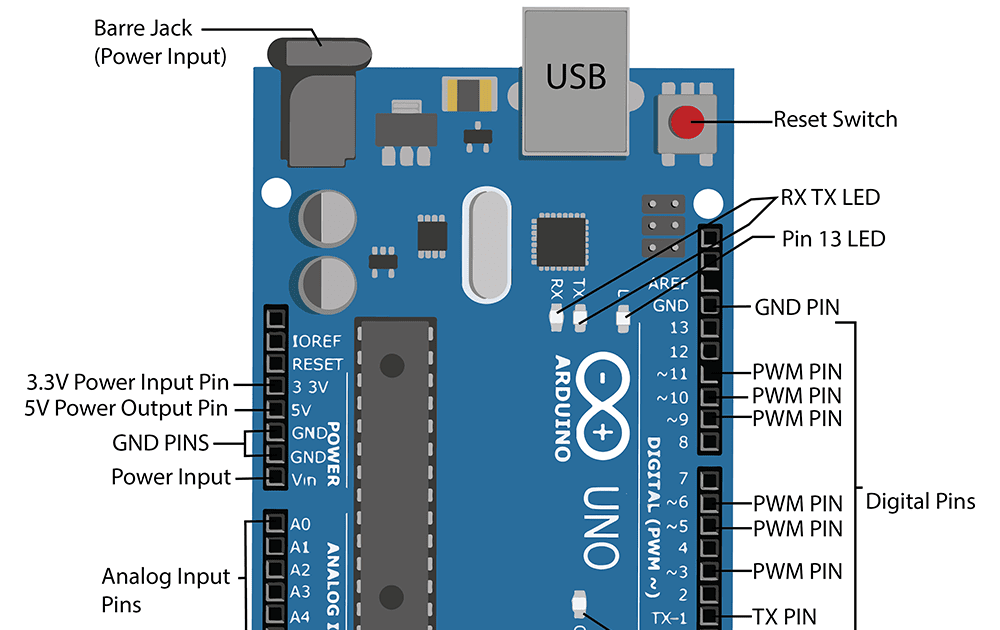 Barre Jack
(Power Input)
USB
Reset Switch
RX TX LED
Pin 13 LED
RX
TX
L
AREF
GND
GND PIN
13
12
~11
PWM PIN
~10
PWM PIN
~9
PWM PIN
8
IOREF
RESET
3.3V Power Input Pin
3 3V
5V Power Output Pin
5V
GND PINS
GND
GND
Power Input
Vin
POWER
ARDUINO
UNO
DIGITAL (PWM ~)
7
~6
PWM PIN
~5
PWM PIN
4
~3
PWM PIN
2
TX-1
TX PIN
Digital Pins
Analog Input
Pins
A0
A1
A2
A3
A4
ANALOG